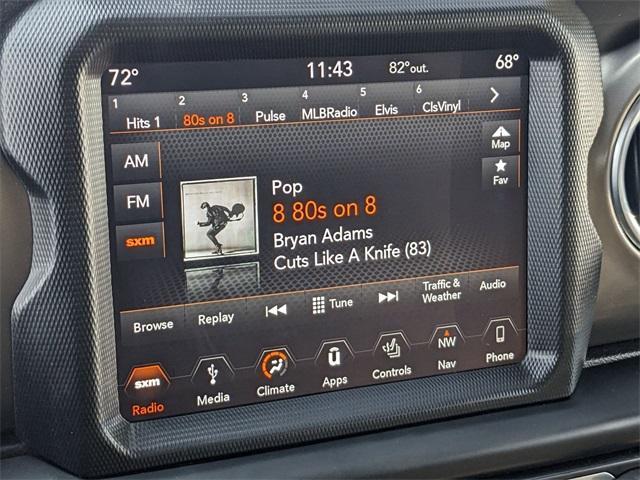 72° 11:43 82°out. 68°
1 2 3 4 5 6
Hits 1 80s on 8 Pulse MLBRadio Elvis ClsVinyl
AM
Map
FM
Fav
sxm
Pop
8 80s on 8
Bryan Adams
Cuts Like A Knife (83)
Browse Replay Tune Traffic & Audio
Weather
sxm NW
Radio Media Climate Apps Controls Nav Phone